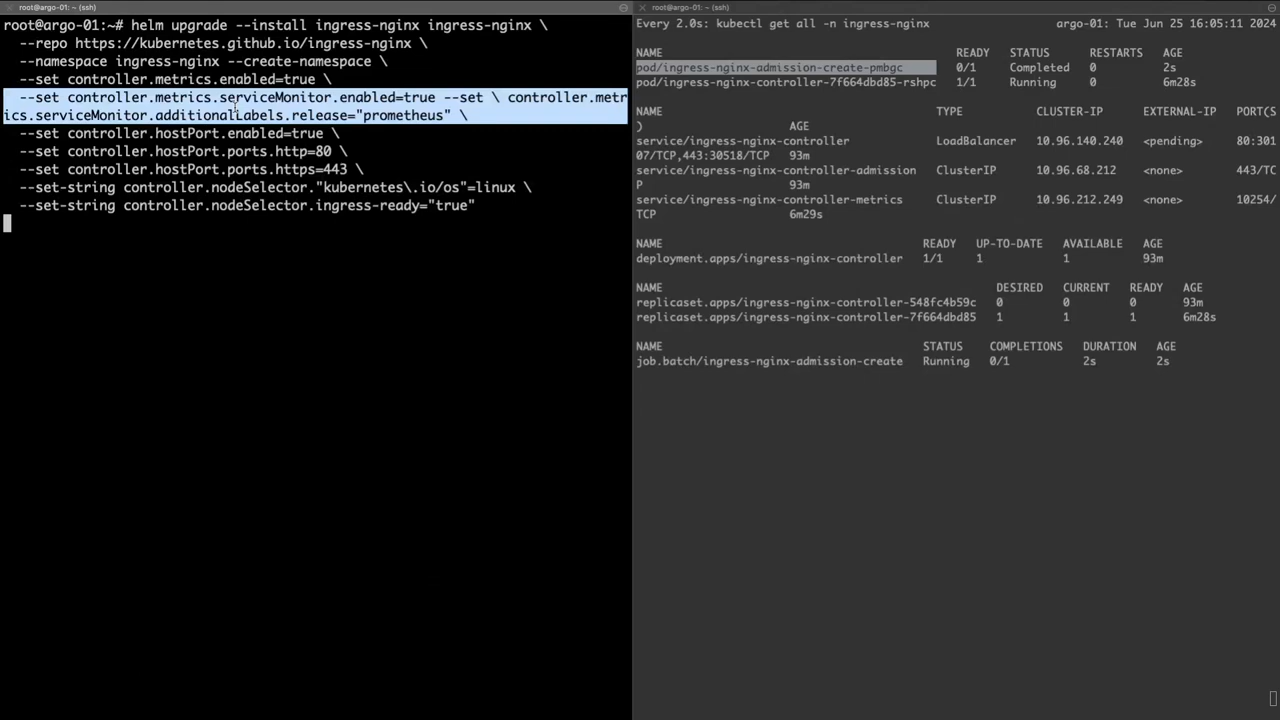 root@argo-01: ~ (ssh)
root@argo-01:~# helm upgrade --install ingress-nginx ingress-nginx \
--repo https://kubernetes.github.io/ingress-nginx \
--namespace ingress-nginx --create-namespace \
--set controller.metrics.enabled=true \
--set controller.metrics.serviceMonitor.enabled=true --set \ controller.metr
ics.serviceMonitor.additionalLabels.release="prometheus" \
--set controller.hostPort.enabled=true \
--set controller.hostPort.ports.http=80 \
--set controller.hostPort.ports.https=443 \
--set-string controller.nodeSelector."kubernetes\.io/os"=linux \
--set-string controller.nodeSelector.ingress-ready="true"
root@argo-01: ~ (ssh)
Every 2.0s: kubectl get all -n ingress-nginx argo-01: Tue Jun 25 16:05:11 2024
NAME READY STATUS RESTARTS AGE
pod/ingress-nginx-admission-create-pmbgc 0/1 Completed 0 2s
pod/ingress-nginx-controller-7f664dbd85-rshpc 1/1 Running 0 6m28s
NAME TYPE CLUSTER-IP EXTERNAL-IP PORT(S
) AGE
service/ingress-nginx-controller LoadBalancer 10.96.140.240 <pending> 80:301
07/TCP,443:30518/TCP 93m
service/ingress-nginx-controller-admission ClusterIP 10.96.68.212 <none> 443/TC
P 93m
service/ingress-nginx-controller-metrics ClusterIP 10.96.212.249 <none> 10254/
TCP 6m29s
NAME READY UP-TO-DATE AVAILABLE AGE
deployment.apps/ingress-nginx-controller 1/1 1 1 93m
NAME DESIRED CURRENT READY AGE
replicaset.apps/ingress-nginx-controller-548fc4b59c 0 0 0 93m
replicaset.apps/ingress-nginx-controller-7f664dbd85 1 1 1 6m28s
NAME STATUS COMPLETIONS DURATION AGE
job.batch/ingress-nginx-admission-create Running 0/1 2s 2s